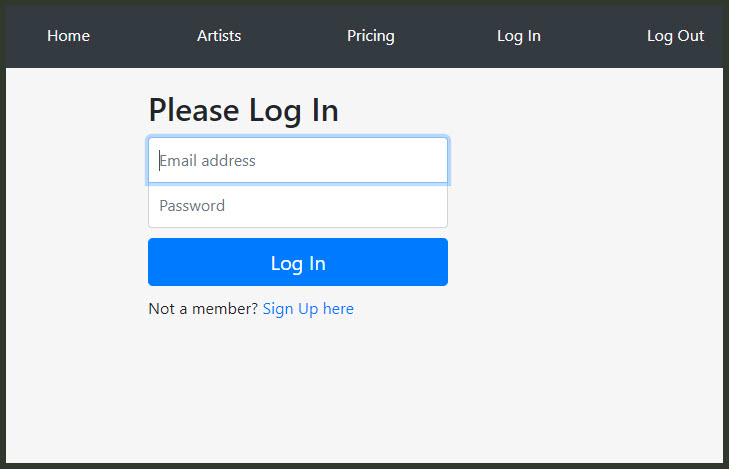 Home Artists Pricing Log In Log Out
Please Log In
Email address
Password
Log In
Not a member? Sign Up here